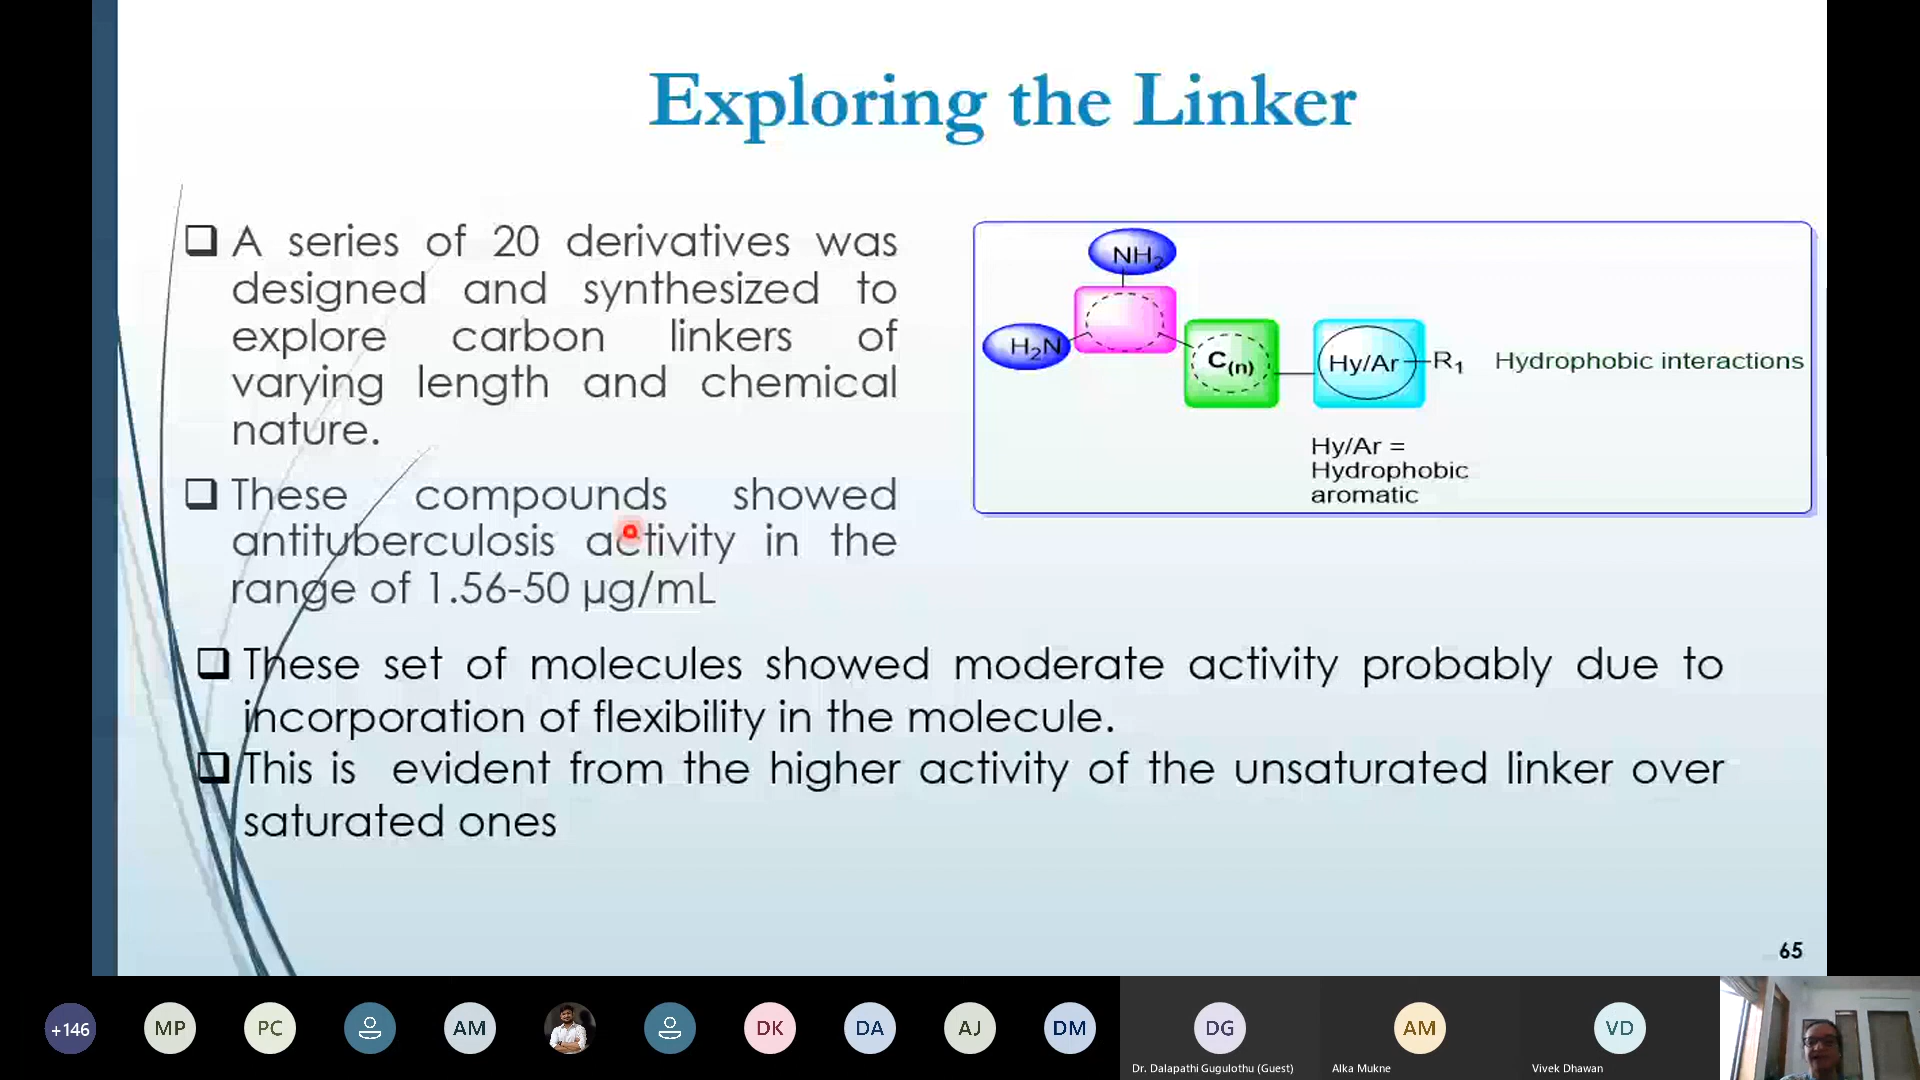 Exploring the Linker
A series of 20 derivatives was
designed and synthesized to
explore carbon linkers of
varying length and chemical
nature.
These compounds showed
antituberculosis activity in the
range of 1.56-50 µg/mL
NH2
H2N
C(n)
Hy/Ar
R1
Hydrophobic interactions
Hy/Ar =
Hydrophobic
aromatic
These set of molecules showed moderate activity probably due to
incorporation of flexibility in the molecule.
This is evident from the higher activity of the unsaturated linker over
saturated ones
65
+146
MP
PC
AM
DK
DA
AJ
DM
DG
AM
VD
Dr. Dalapathi Gugulothu (Guest)
Alka Mukne
Vivek Dhawan